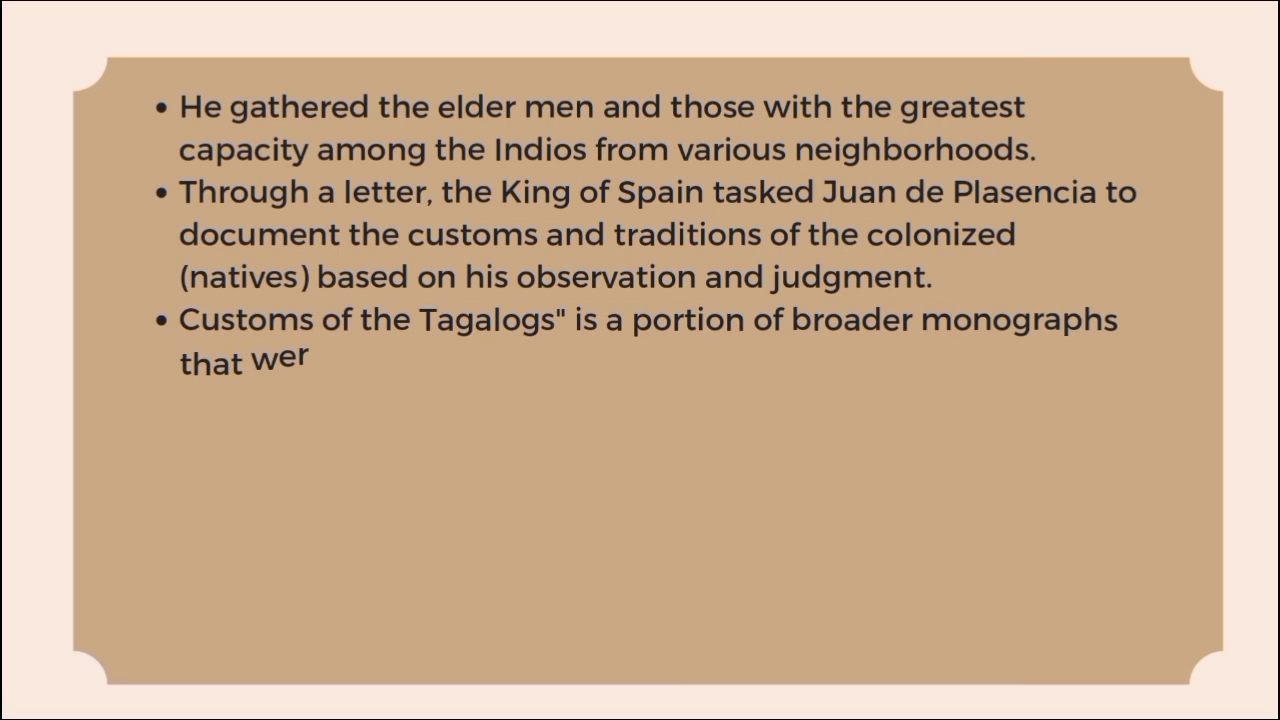 • He gathered the elder men and those with the greatest
capacity among the Indios from various neighborhoods.
• Through a letter, the King of Spain tasked Juan de Plasencia to
document the customs and traditions of the colonized
(natives) based on his observation and judgment.
• Customs of the Tagalogs" is a portion of broader monographs
that wer